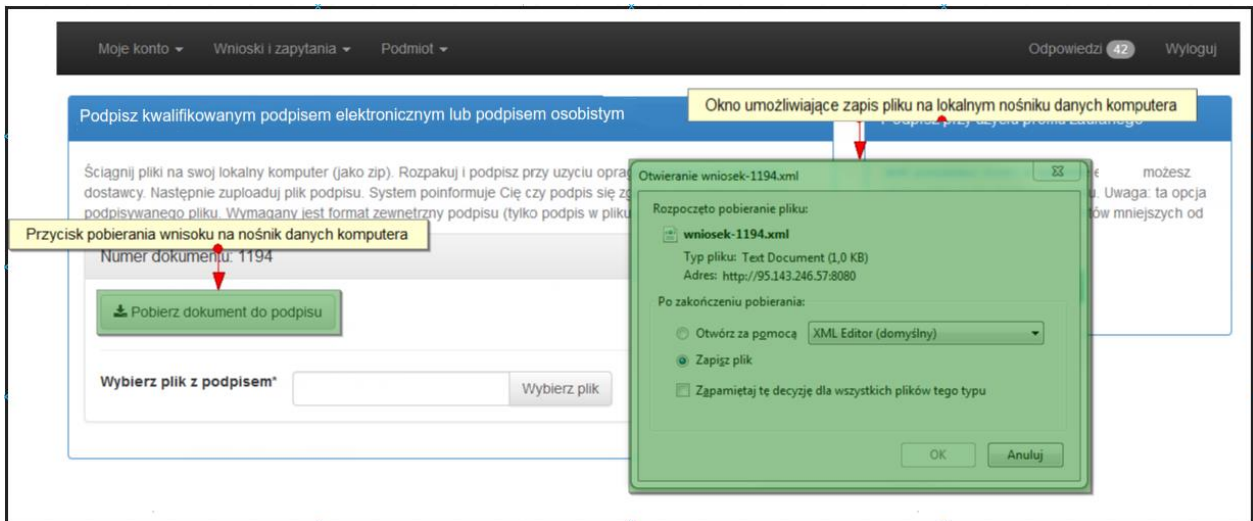 Moje konto Wnioski i zapytania Podmiot Odpowiedzi 42 Wyloguj
Podpisz kwalifikowanym podpisem elektronicznym lub podpisem osobistym
Okno umożliwiające zapis pliku na lokalnym nośniku danych komputera
Ściągnij pliki na swoj lokalny komputer (jako zip). Rozpakuj i podpisz przy uzyciu
dostawcy. Następnie zuploaduj plik podpisu. System poinformuje Cię czy podpis się
podpisywanego pliku. Wymagany jest format zewnetrzny podpisu (tylko podpis w
możesz
Uwaga: ta opcja
mniejszych od
Przycisk pobierania wnisoku na nośnik danych komputera
Numer dokumentu: 1194
Pobierz dokument do podpisu
Wybierz plik z podpisem*
Wybierz plik
Otwieranie wniosek-1194.xml
Rozpoczęto pobieranie pliku:
wniosek-1194.xml
Typ pliku: Text Document (1,0 KB)
Adres: http://95.143.246.57:8080
Po zakończeniu pobierania:
Otwórz za pomocą XML Editor (domyślny)
Zapisz plik
Zapamiętaj tę decyzję dla wszystkich plików tego typu
OK Anuluj